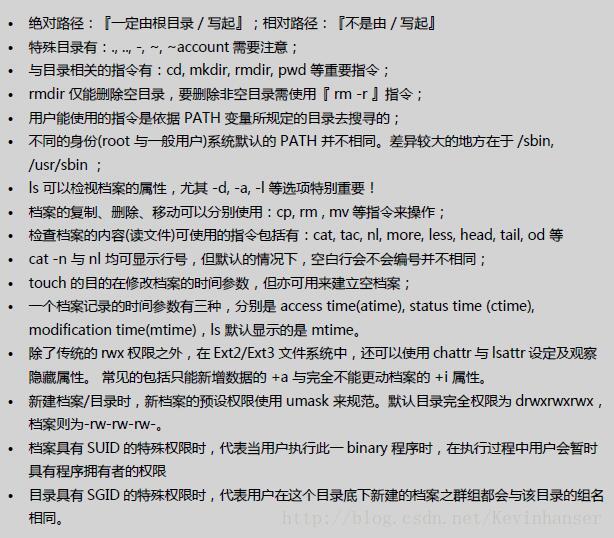 • 绝对路径：『一定由根目录 / 写起』；相对路径：『不是由 / 写起』
• 特殊目录有：., .., -, ~, ~account 需要注意；
• 与目录相关的指令有：cd, mkdir, rmdir, pwd 等重要指令；
• rmdir 仅能删除空目录，要删除非空目录需使用『 rm -r 』指令；
• 用户能使用的指令是依据 PATH 变量所规定的目录去搜寻的；
• 不同的身份(root 与一般用户)系统默认的 PATH 并不相同。差异较大的地方在于 /sbin,
/usr/sbin ；
• ls 可以检视档案的属性，尤其 -d, -a, -l 等选项特别重要！
• 档案的复制、删除、移动可以分别使用：cp, rm , mv 等指令来操作；
• 检查档案的内容(读文件)可使用的指令包括有：cat, tac, nl, more, less, head, tail, od 等
• cat -n 与 nl 均可显示行号，但默认的情况下，空白行会不会编号并不相同；
• touch 的目的在修改档案的时间参数，但亦可用来建立空档案；
• 一个档案记录的时间参数有三种，分别是 access time(atime), status time (ctime),
modification time(mtime)，ls 默认显示的是 mtime。
• 除了传统的 rwx 权限之外，在 Ext2/Ext3 文件系统中，还可以使用 chattr 与 lsattr 设定及观察
隐藏属性。 常见的包括只能新增数据的 +a 与完全不能更动档案的 +i 属性。
• 新建档案/目录时，新档案的预设权限使用 umask 来规范。默认目录完全权限为 drwxrwxrwx，
档案则为-rw-rw-rw-。
• 档案具有 SUID 的特殊权限时，代表当用户执行此一 binary 程序时，在执行过程中用户会暂时
具有程序拥有者的权限
• 目录具有 SGID 的特殊权限时，代表用户在这个目录底下新建的档案之群组都会与该目录的组名
相同。
http://blog.csdn.net/Kevinhanser